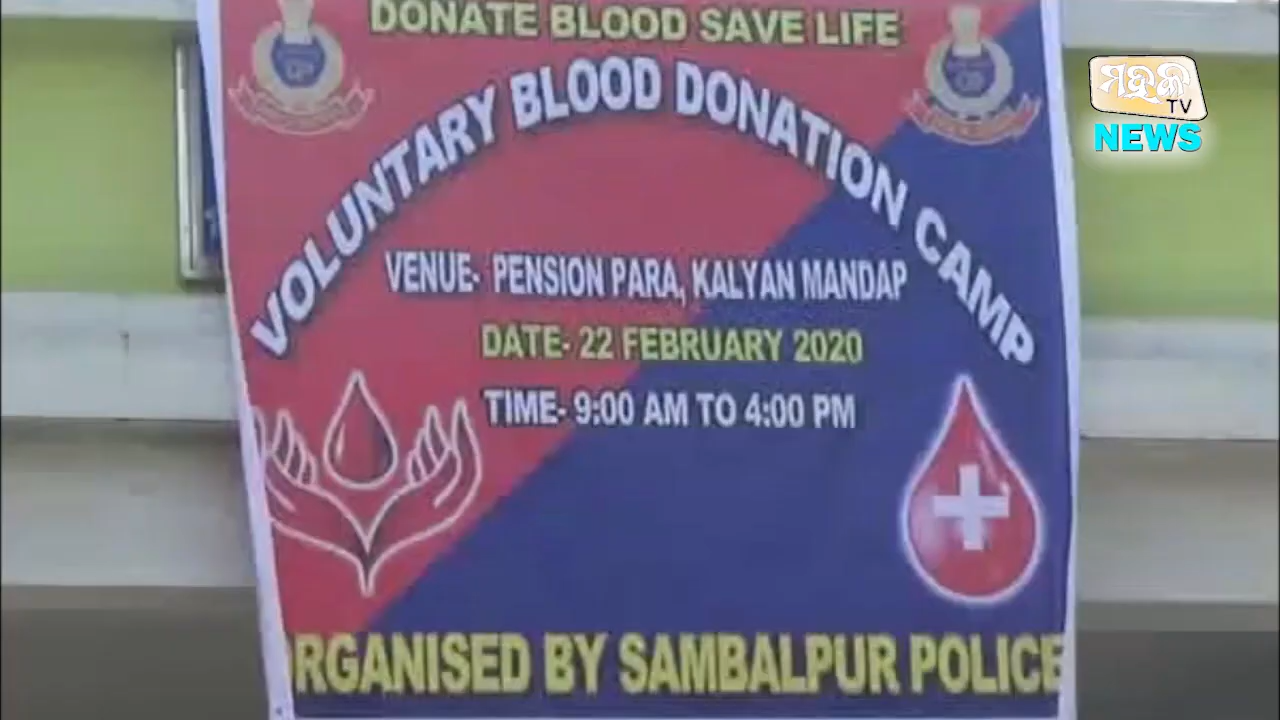 DONATE BLOOD SAVE LIFE
VOLUNTARY BLOOD DONATION CAMP
VENUE- PENSION PARA, KALYAN MANDAP
DATE- 22 FEBRUARY 2020
TIME- 9:00 AM TO 4:00 PM
RGANISED BY SAMBALPUR POLICE
ମହକ TV
NEWS